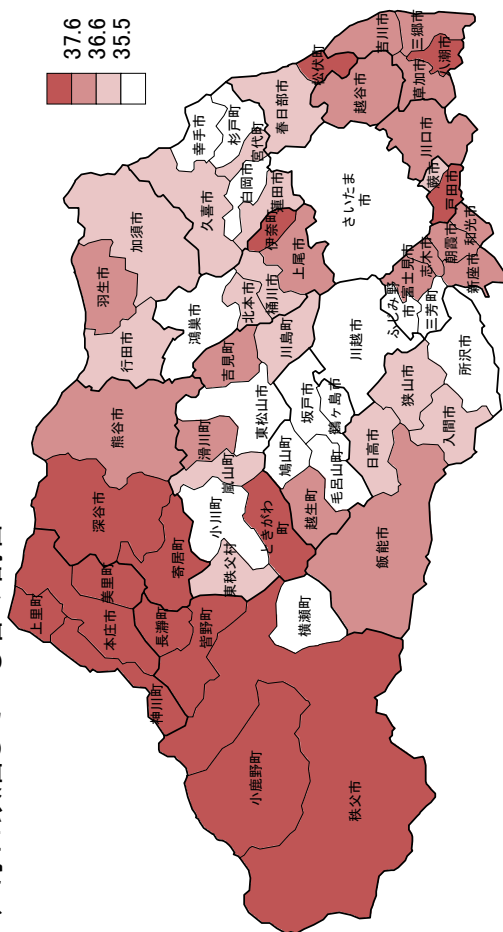 37.6
36.6
35.5
上里町
本庄市
美里町
深谷市
神川町
長瀞町
皆野町
寄居町
小鹿野町
秩父市
横瀬町
東秩父村
ときがわ町
小川町
嵐山町
滑川町
熊谷市
行田市
羽生市
加須市
鴻巣市
吉見町
東松山市
鳩山町
越生町
毛呂山町
坂戸市
鶴ヶ島市
日高市
飯能市
入間市
狭山市
所沢市
川越市
川島町
北本市
桶川市
上尾市
伊奈町
蓮田市
白岡市
久喜市
幸手市
杉戸町
宮代町
春日部市
さいたま市
ふじみ野市
三芳町
富士見市
志木市
新座市
朝霞市
和光市
戸田市
蕨市
川口市
草加市
越谷市
松伏町
吉川市
三郷市
八潮市